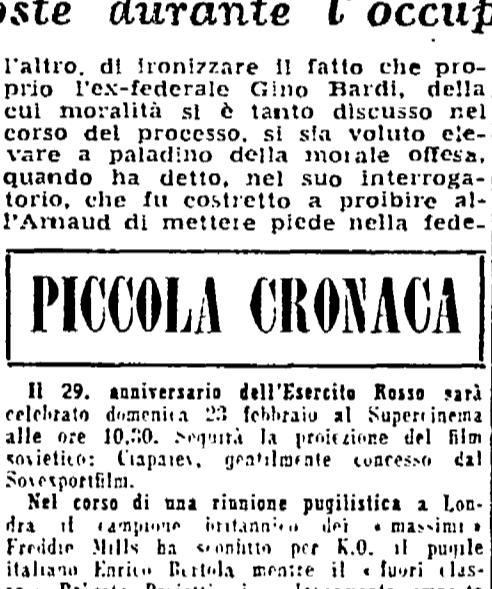 oste durante l'occup
l'altro, di ironizzare il fatto che pro-
prio l'ex-federale Gino Bardi, della
cui moralità si è tanto discusso nel
corso del processo, si sia voluto ele-
vare a paladino della morale offesa,
quando ha detto, nel suo interroga-
torio, che fu costretto a proibire al-
l'Arnaud di mettere piede nella fede-
PICCOLA CRONACA
Il 29. anniversario dell'Esercito Rosso sarà
celebrato domenica 23 febbraio al Supercinema
alle ore 10,30. Seguirà la proiezione del film
sovietico: Ciapaiev, gentilmente concesso dal
Sovexportfilm.
Nel corso di una riunione pugilistica a Lon-
dra il campione britannico dei « massimi »
Freddie Mills ha sconfitto per K.O. il pugile
italiano Enrico Bertola mentre il « fuori clas-